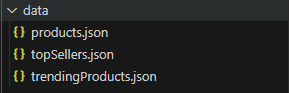 data
{} products.json
{} topSellers.json
{} trendingProducts.json